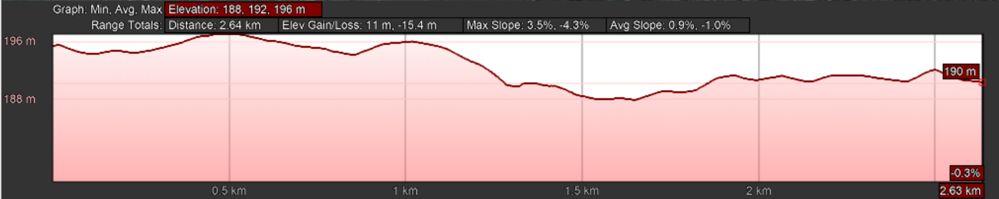 Graph: Min, Avg, Max Elevation: 188, 192, 196 m
Range Totals: Distance: 2.64 km Elev Gain/Loss: 11 m, -15.4 m Max Slope: 3.5%, -4.3% Avg Slope: 0.9%, -1.0%
196 m
190 m
188 m
-0.3%
0.5 km 1 km 1.5 km 2 km 2.63 km